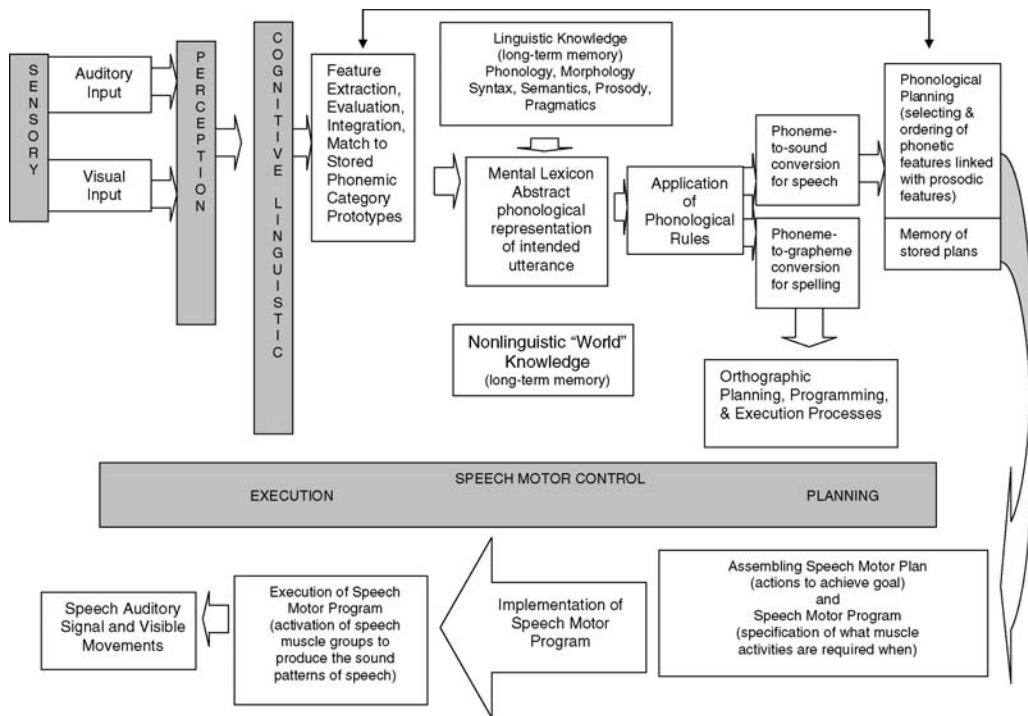 SENSORY
Auditory
Input
Visual
Input
PERCEPTION
COGNITIVE LINGUISTIC
Feature
Extraction,
Evaluation,
Integration,
Match to
Stored
Phonemic
Category
Prototypes
Linguistic Knowledge
(long-term memory)
Phonology, Morphology
Syntax, Semantics, Prosody,
Pragmatics
Mental Lexicon
Abstract
phonological
representation
of intended
utterance
Nonlinguistic “World”
Knowledge
(long-term memory)
Application
of
Phonological
Rules
Phoneme-
to-sound
conversion
for speech
Phoneme-
to-grapheme
conversion
for spelling
Phonological
Planning
(selecting &
ordering of
phonetic
features linked
with prosodic
features)
Memory of
stored plans
Orthographic
Planning, Programming,
& Execution Processes
SPEECH MOTOR CONTROL
EXECUTION PLANNING
Assembling Speech Motor Plan
(actions to achieve goal)
and
Speech Motor Program
(specification of what muscle
activities are required when)
Implementation of
Speech Motor
Program
Execution of Speech
Motor Program
(activation of speech
muscle groups to
produce the sound
patterns of speech)
Speech Auditory
Signal and Visible
Movements